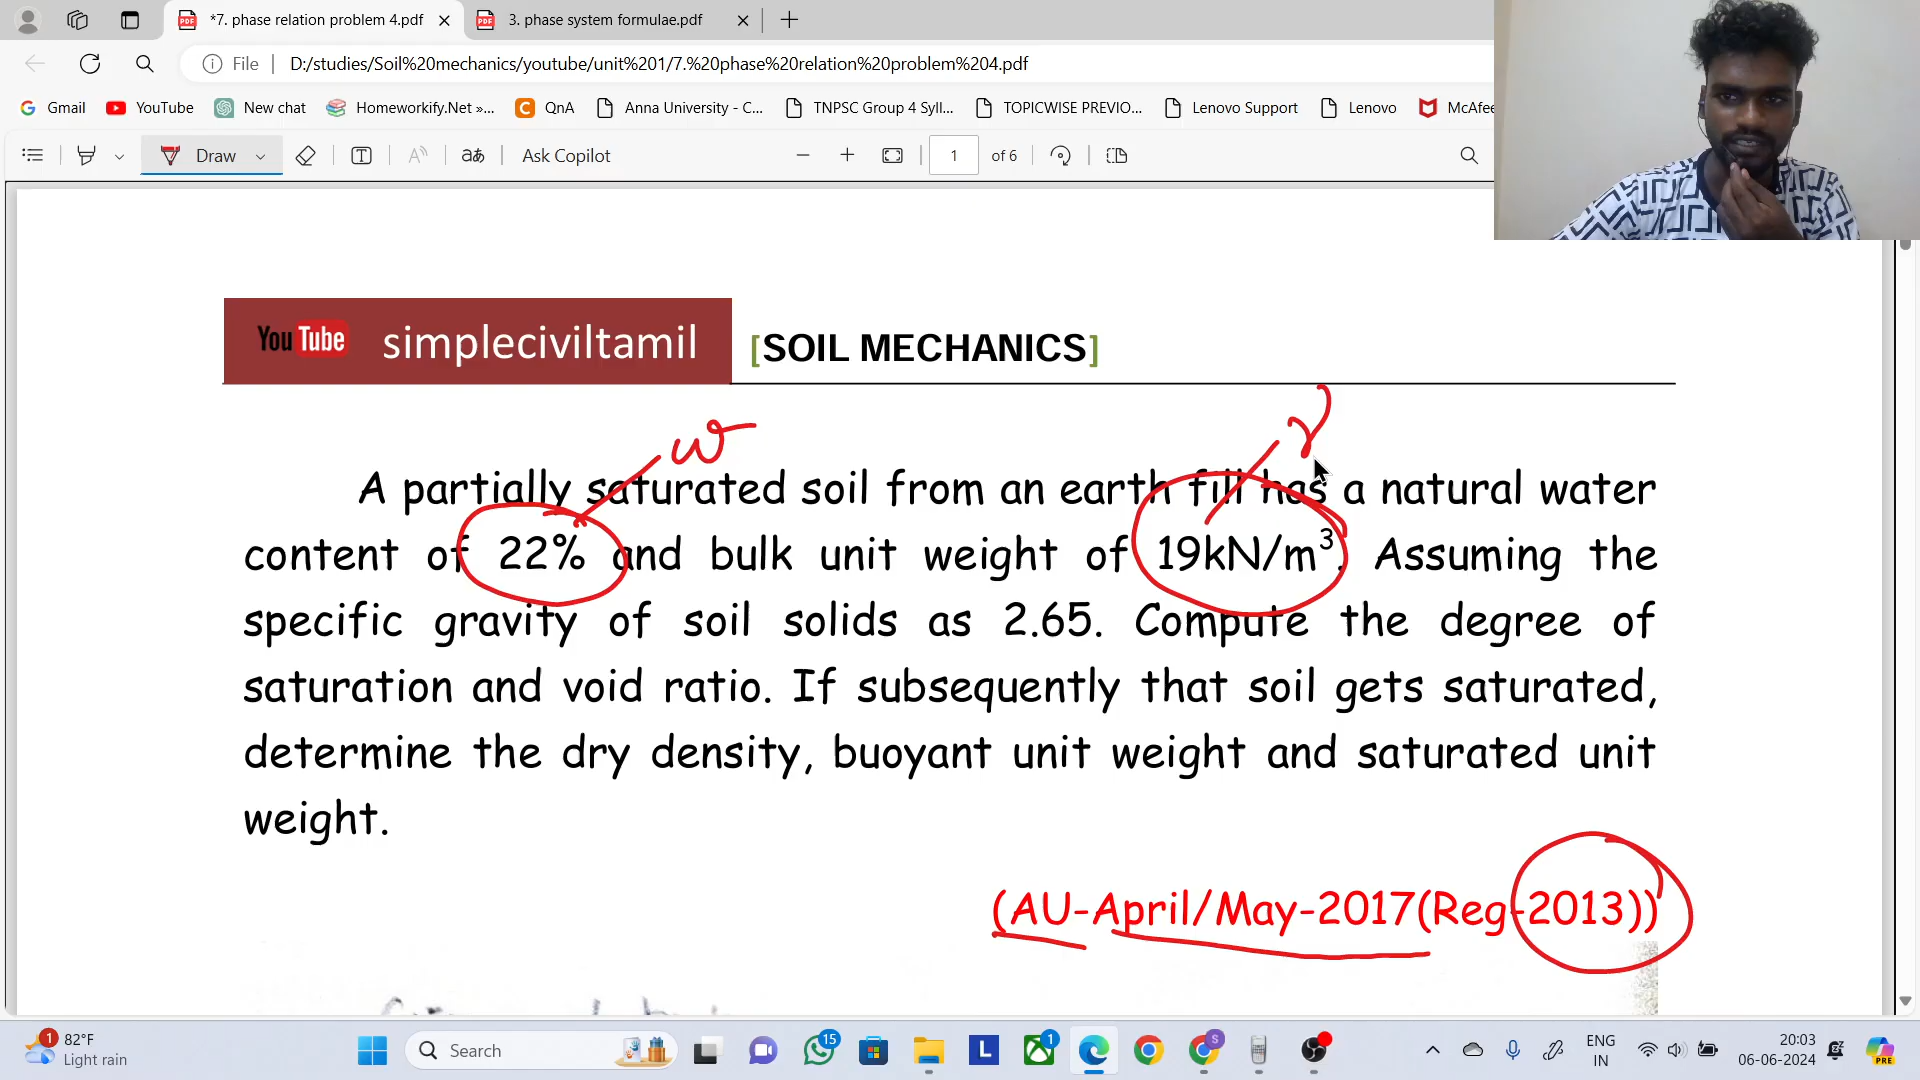 *7. phase relation problem 4.pdf
3. phase system formulae.pdf
File
D:/studies/Soil%20mechanics/youtube/unit%201/7.%20phase%20relation%20problem%204.pdf
Gmail
YouTube
New chat
Homeworkify.Net »...
QnA
Anna University - C...
TNPSC Group 4 Syll...
TOPICWISE PREVIO...
Lenovo Support
Lenovo
McAfee
Draw
aあ
Ask Copilot
1 of 6
YouTube simpleciviltamil [SOIL MECHANICS]
w
γ
A partially saturated soil from an earth fill has a natural water
content of 22% and bulk unit weight of 19kN/m³. Assuming the
specific gravity of soil solids as 2.65. Compute the degree of
saturation and void ratio. If subsequently that soil gets saturated,
determine the dry density, buoyant unit weight and saturated unit
weight.
(AU-April/May-2017(Reg-2013))
1
82°F
Light rain
Search
15
L
1
S
ENG
IN
20:03
06-06-2024
PRE